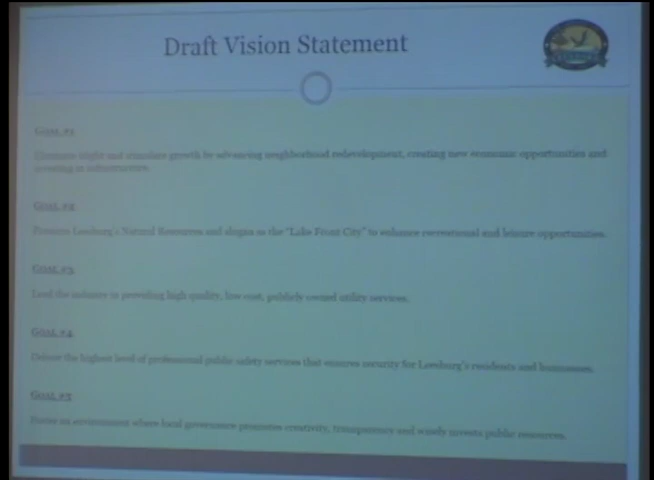 Draft Vision Statement
GOAL #1
Eliminate blight and stimulate growth by advancing neighborhood redevelopment, creating new economic opportunities and
investing in infrastructure.
GOAL #2
Promote Leesburg's Natural Resources and slogan as the "Lake Front City" to enhance recreational and leisure opportunities.
GOAL #3
Lead the industry in providing high quality, low cost, publicly owned utility services.
GOAL #4
Deliver the highest level of professional public safety services that ensures security for Leesburg's residents and businesses.
GOAL #5
an environment where local governance promotes creativity, transparency and wisely invests public resources.